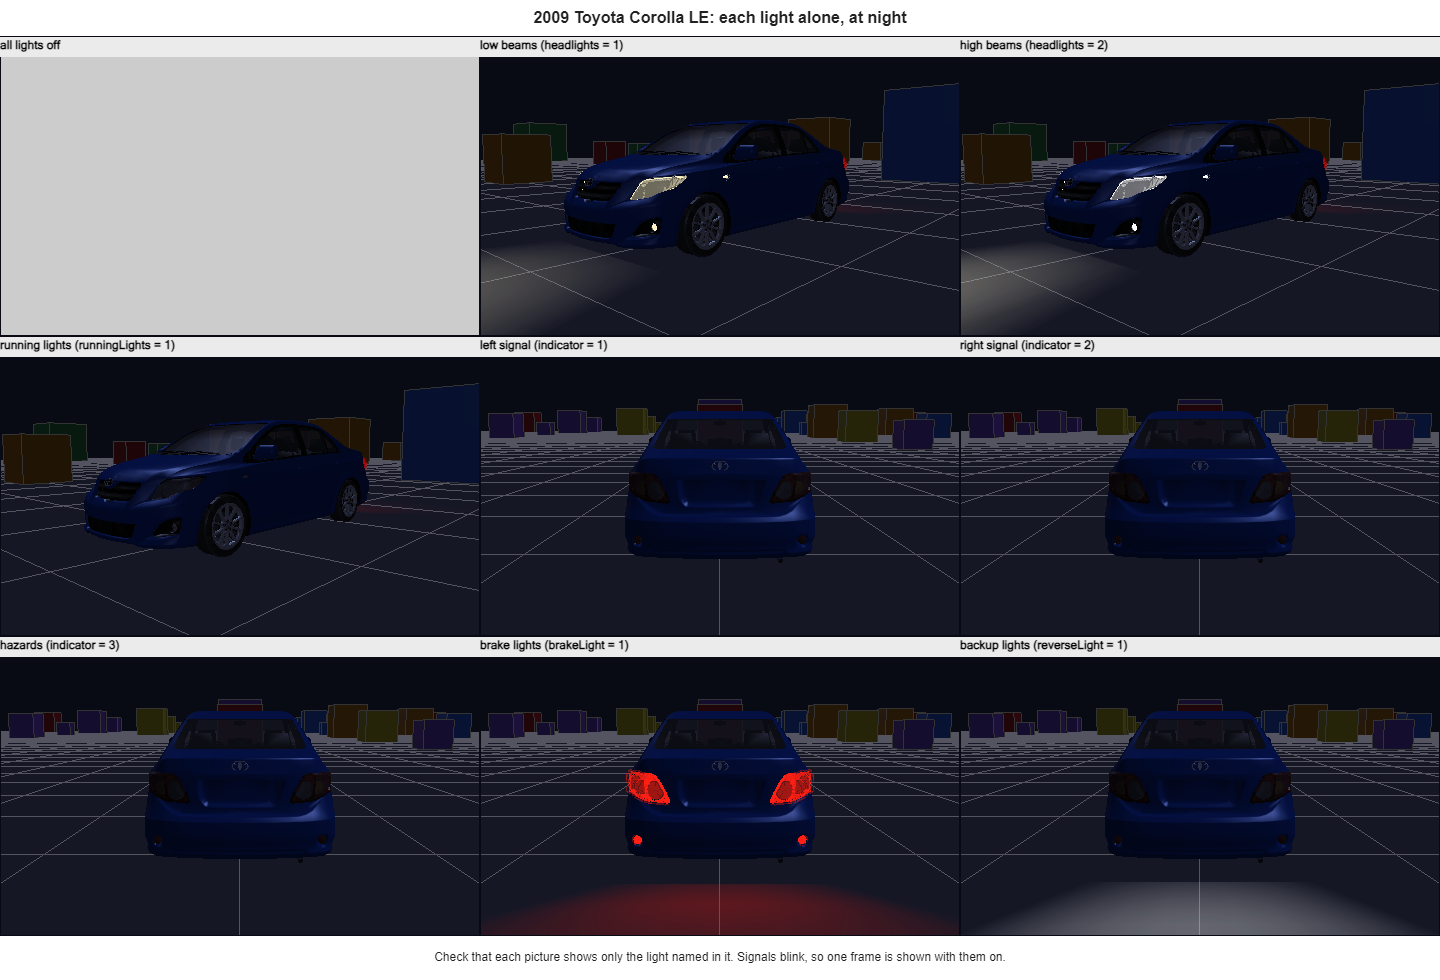 2009 Toyota Corolla LE: each light alone, at night
all lights off
low beams (headlights = 1)
high beams (headlights = 2)
running lights (runningLights = 1)
left signal (indicator = 1)
right signal (indicator = 2)
hazards (indicator = 3)
brake lights (brakeLight = 1)
backup lights (reverseLight = 1)
Check that each picture shows only the light named in it. Signals blink, so one frame is shown with them on.